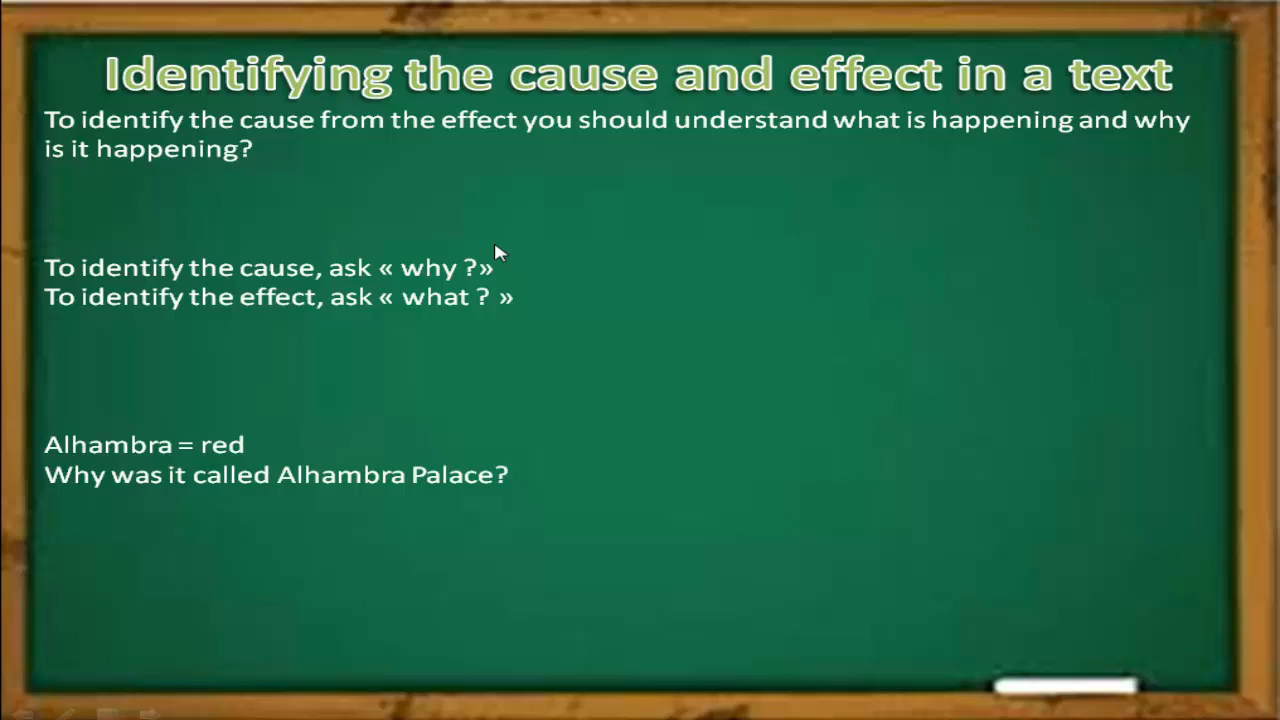 Identifying the cause and effect in a text
To identify the cause from the effect you should understand what is happening and why
is it happening?
To identify the cause, ask « why ?»
To identify the effect, ask « what ? »
Alhambra = red
Why was it called Alhambra Palace?